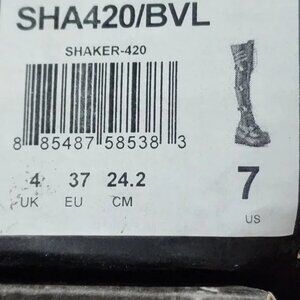 SHA420/BVL
SHAKER-420
8 85487 58538 3
4 37 24.2 7
UK EU CM US